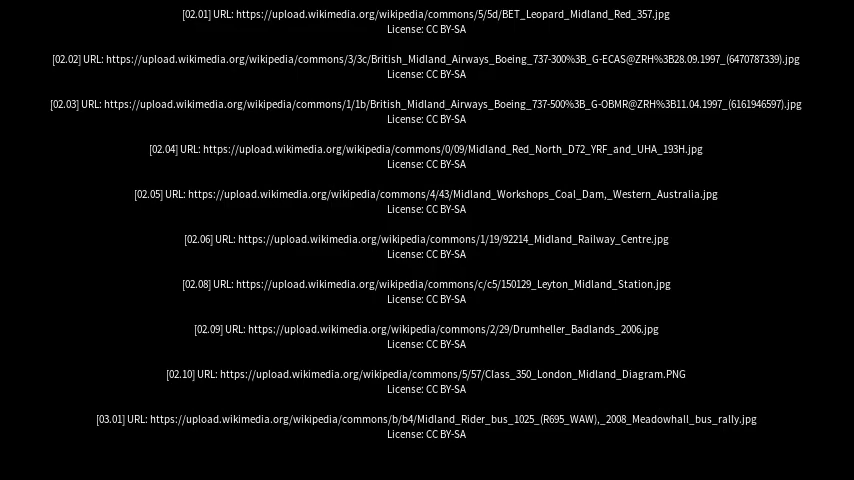 [02.01] URL: https://upload.wikimedia.org/wikipedia/commons/5/5d/BET_Leopard_Midland_Red_357.jpg
License: CC BY-SA
[02.02] URL: https://upload.wikimedia.org/wikipedia/commons/3/3c/British_Midland_Airways_Boeing_737-300%3B_G-ECAS@ZRH%3B28.09.1997_(6470787339).jpg
License: CC BY-SA
[02.03] URL: https://upload.wikimedia.org/wikipedia/commons/1/1b/British_Midland_Airways_Boeing_737-500%3B_G-OBMR@ZRH%3B11.04.1997_(6161946597).jpg
License: CC BY-SA
[02.04] URL: https://upload.wikimedia.org/wikipedia/commons/0/09/Midland_Red_North_D72_YRF_and_UHA_193H.jpg
License: CC BY-SA
[02.05] URL: https://upload.wikimedia.org/wikipedia/commons/4/43/Midland_Workshops_Coal_Dam,_Western_Australia.jpg
License: CC BY-SA
[02.06] URL: https://upload.wikimedia.org/wikipedia/commons/1/19/92214_Midland_Railway_Centre.jpg
License: CC BY-SA
[02.08] URL: https://upload.wikimedia.org/wikipedia/commons/c/c5/150129_Leyton_Midland_Station.jpg
License: CC BY-SA
[02.09] URL: https://upload.wikimedia.org/wikipedia/commons/2/29/Drumheller_Badlands_2006.jpg
License: CC BY-SA
[02.10] URL: https://upload.wikimedia.org/wikipedia/commons/5/57/Class_350_London_Midland_Diagram.PNG
License: CC BY-SA
[03.01] URL: https://upload.wikimedia.org/wikipedia/commons/b/b4/Midland_Rider_bus_1025_(R695_WAW),_2008_Meadowhall_bus_rally.jpg
License: CC BY-SA